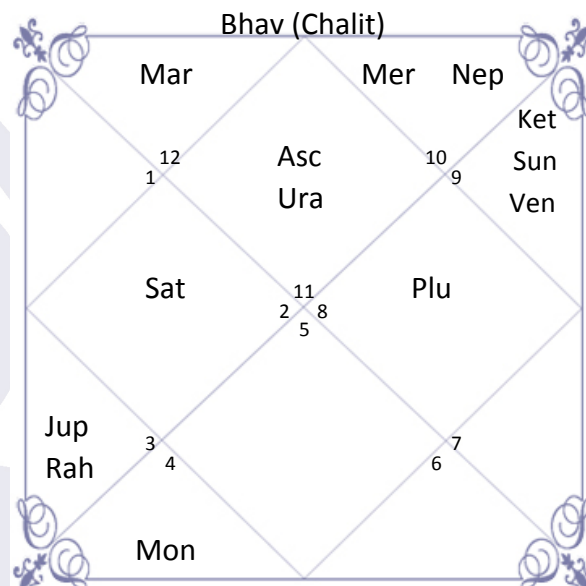 Bhav (Chalit)
Mar
Mer Nep
Ket
Sun
Ven
12
1
Asc
Ura
10
9
Sat
11
2 8
5
Plu
Jup
Rah
3
4
7
6
Mon